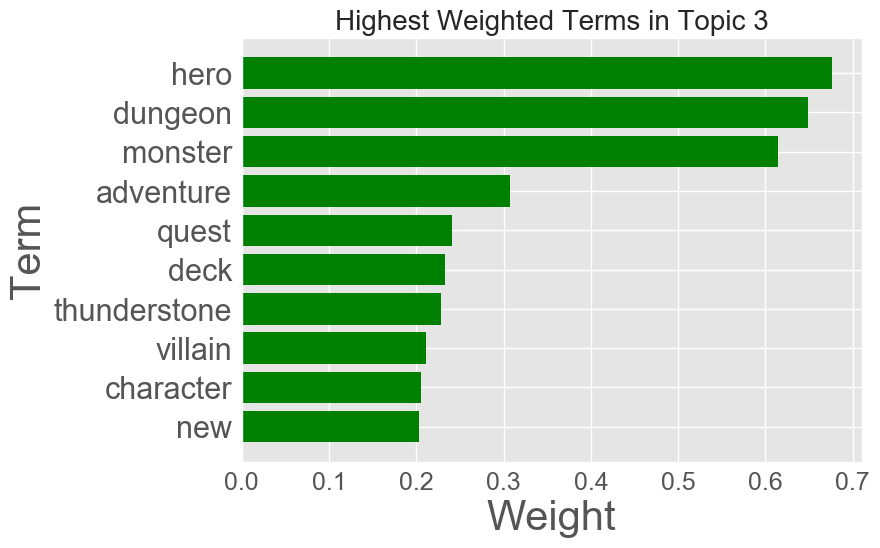 Highest Weighted Terms in Topic 3
Term
hero
dungeon
monster
adventure
quest
deck
thunderstone
villain
character
new
0.0 0.1 0.2 0.3 0.4 0.5 0.6 0.7
Weight